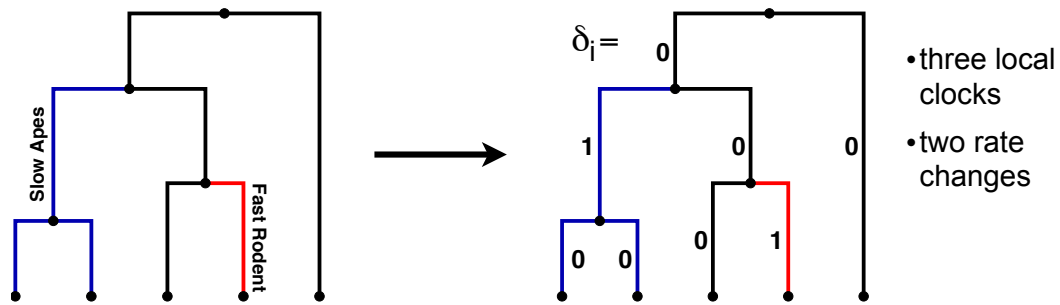 Slow Apes
Fast Rodent
δi=
0
1
0
0
0
0
0
1
•three local
clocks
•two rate
changes